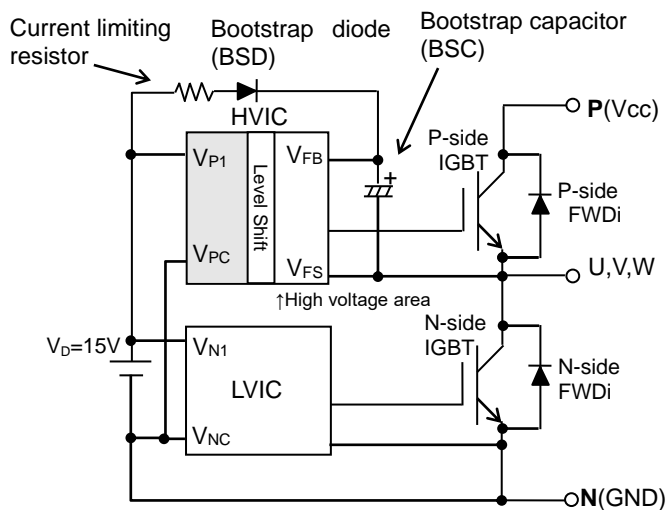 Current limiting
resistor
Bootstrap diode
(BSD)
Bootstrap capacitor
(BSC)
HVIC
P(Vcc)
VP1
Level Shift
VFB
+
P-side
IGBT
P-side
FWDi
VPC
VFS
U,V,W
↑High voltage area
VD=15V
VN1
N-side
IGBT
N-side
FWDi
LVIC
VNC
N(GND)